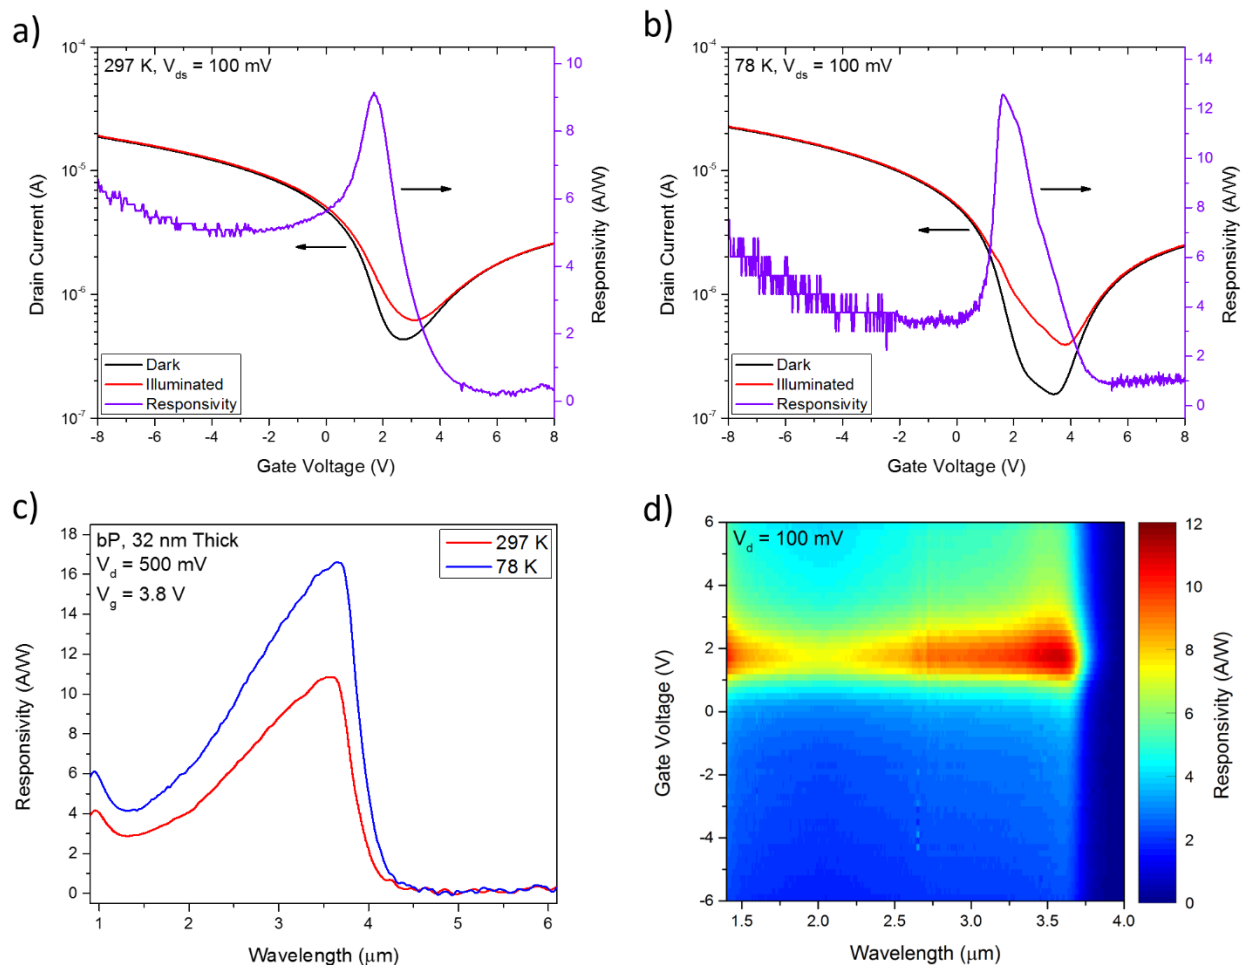 a)
297 K, Vds = 100 mV
10⁻⁴
10⁻⁵
10⁻⁶
10⁻⁷
Drain Current (A)
-8 -6 -4 -2 0 2 4 6 8
Gate Voltage (V)
10
8
6
4
2
0
Responsivity (A/W)
Dark
Illuminated
Responsivity
b)
78 K, Vds = 100 mV
10⁻⁴
10⁻⁵
10⁻⁶
10⁻⁷
Drain Current (A)
-8 -6 -4 -2 0 2 4 6 8
Gate Voltage (V)
14
12
10
8
6
4
2
1
0
Responsivity (A/W)
Dark
Illuminated
Responsivity
c)
bP, 32 nm Thick
Vd = 500 mV
Vg = 3.8 V
297 K
78 K
18
16
14
12
10
8
6
4
2
0
Responsivity (A/W)
1 2 3 4 5 6
Wavelength (μm)
d)
Vd = 100 mV
6
4
2
0
-2
-4
-6
Gate Voltage (V)
1.5 2.0 2.5 3.0 3.5 4.0
Wavelength (μm)
12
10
8
6
4
2
0
Responsivity (A/W)